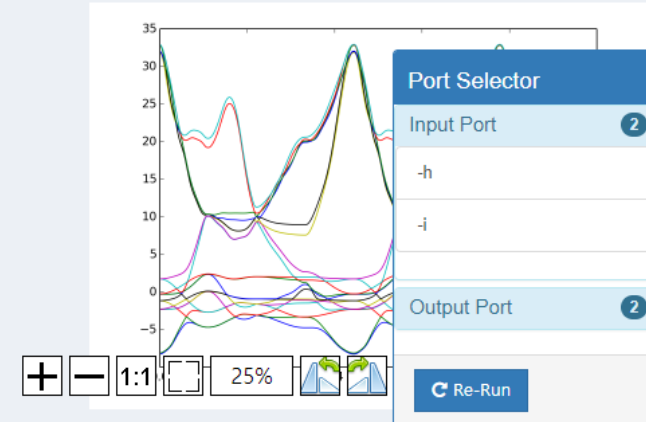 35
30
25
20
15
10
5
0
−5
Port Selector
Input Port 2
-h
-i
Output Port 2
1:1
25%
Re-Run